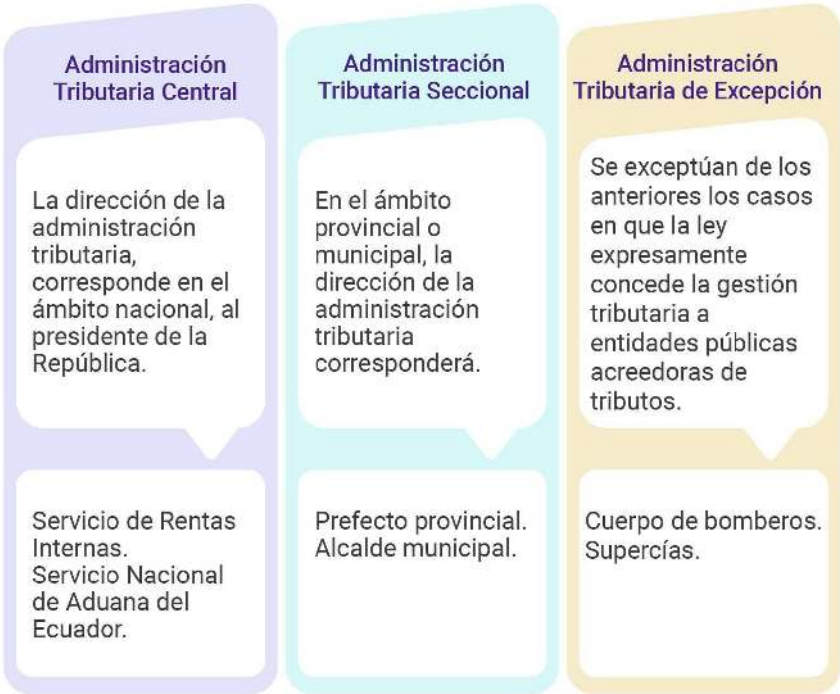 Administración
Tributaria Central
La dirección de la
administración
tributaria,
corresponde en el
ámbito nacional, al
presidente de la
República.
Servicio de Rentas
Internas.
Servicio Nacional
de Aduana del
Ecuador.
Administración
Tributaria Seccional
En el ámbito
provincial o
municipal, la
dirección de la
administración
tributaria
corresponderá.
Prefecto provincial.
Alcalde municipal.
Administración
Tributaria de Excepción
Se exceptúan de los
anteriores los casos
en que la ley
expresamente
concede la gestión
tributaria a
entidades públicas
acreedoras de
tributos.
Cuerpo de bomberos.
Supercías.